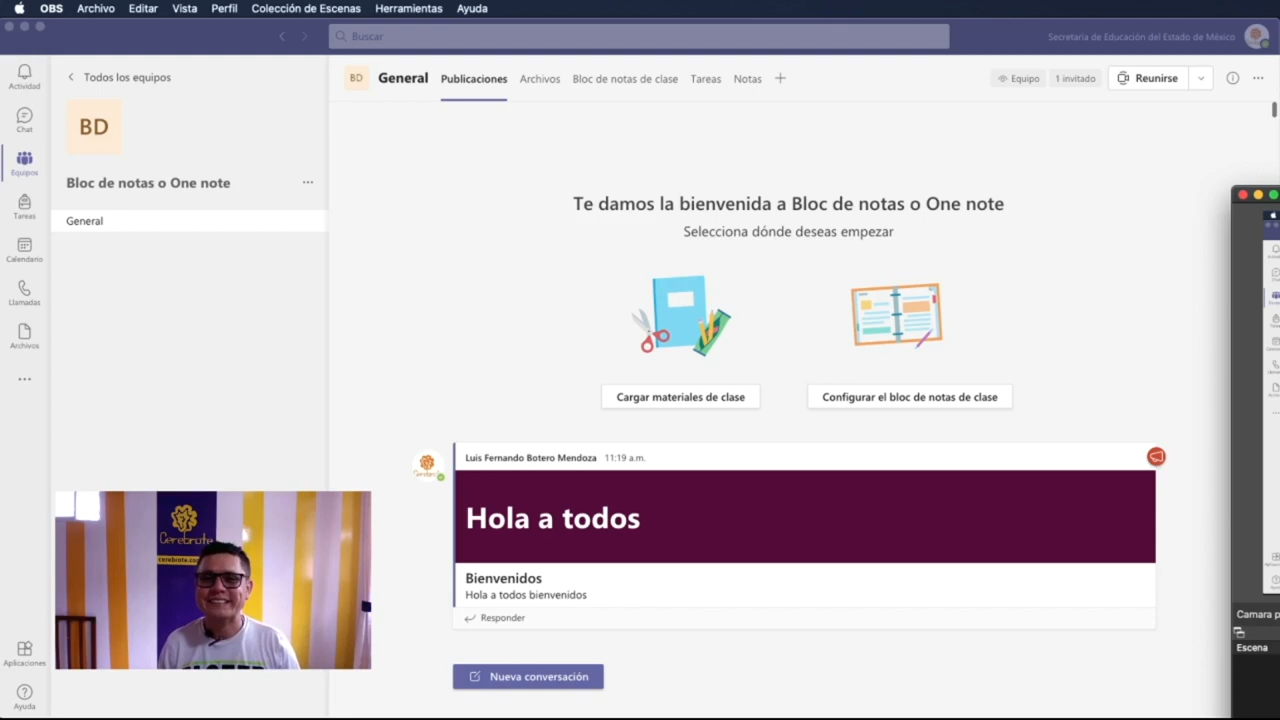 OBS Archivo Editar Vista Perfil Colección de Escenas Herramientas Ayuda
Buscar
Secretaría de Educación del Estado de México
Actividad
Chat
Equipos
Tareas
Calendario
Llamadas
Archivos
Aplicaciones
Ayuda
Todos los equipos
BD
Bloc de notas o One note
General
BD General Publicaciones Archivos Bloc de notas de clase Tareas Notas
Equipo 1 invitado Reunirse
Te damos la bienvenida a Bloc de notas o One note
Selecciona dónde deseas empezar
Cargar materiales de clase Configurar el bloc de notas de clase
Luis Fernando Botero Mendoza 11:19 a.m.
Hola a todos
Bienvenidos
Hola a todos bienvenidos
Responder
Nueva conversación
Cerebrote
Camara p
Escena